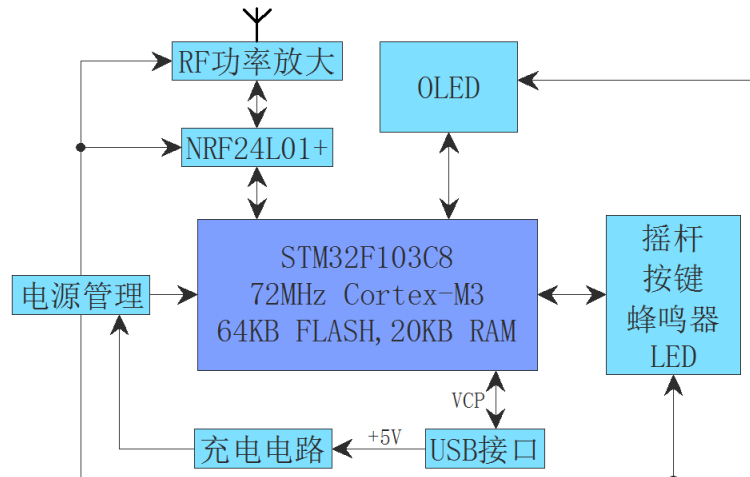 RF功率放大
OLED
NRF24L01+
STM32F103C8
72MHz Cortex-M3
64KB FLASH,20KB RAM
摇杆
按键
蜂鸣器
LED
电源管理
VCP
充电电路
+5V
USB接口